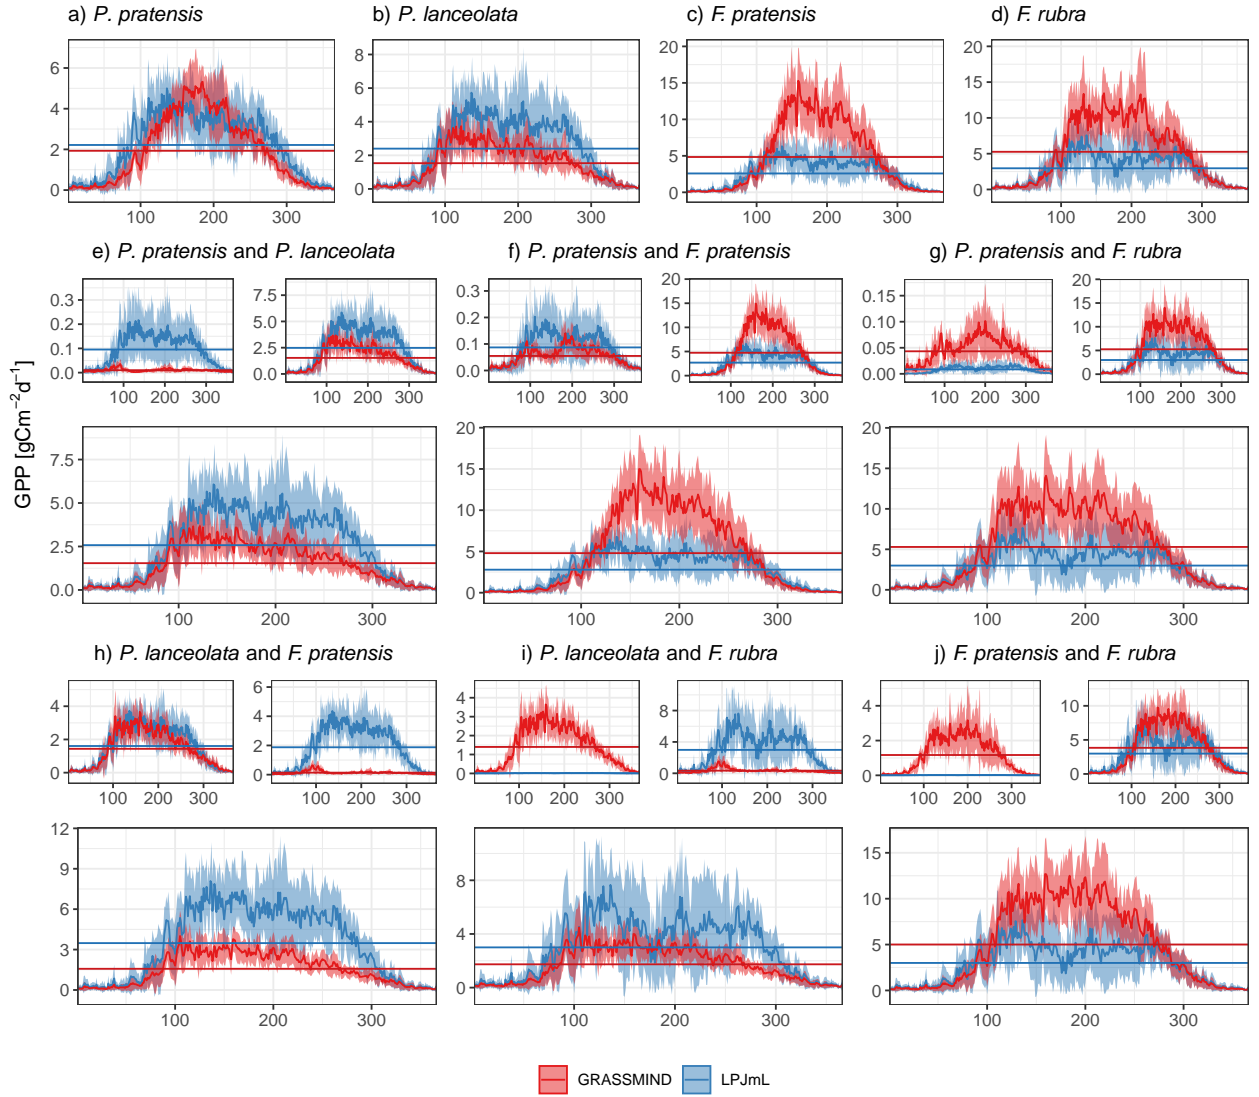 a) P. pratensis
b) P. lanceolata
c) F. pratensis
d) F. rubra
0 2 4 6
100 200 300
0 2 4 6 8
100 200 300
0 5 10 15 20
100 200 300
0 5 10 15 20
100 200 300
e) P. pratensis and P. lanceolata
f) P. pratensis and F. pratensis
g) P. pratensis and F. rubra
0.0 0.1 0.2 0.3
100 200 300
0.0 2.5 5.0 7.5
100 200 300
0.0 0.1 0.2 0.3
100 200 300
0 5 10 15 20
100 200 300
0.00 0.05 0.10 0.15
100 200 300
0 5 10 15 20
100 200 300
GPP [gCm⁻²d⁻¹]
0.0 2.5 5.0 7.5
100 200 300
0 5 10 15 20
100 200 300
0 5 10 15 20
100 200 300
h) P. lanceolata and F. pratensis
i) P. lanceolata and F. rubra
j) F. pratensis and F. rubra
0 2 4
100 200 300
0 2 4 6
100 200 300
0 1 2 3 4
100 200 300
0 4 8
100 200 300
0 2 4
100 200 300
0 5 10
100 200 300
0 3 6 9 12
100 200 300
0 4 8
100 200 300
0 5 10 15
100 200 300
GRASSMIND
LPJmL